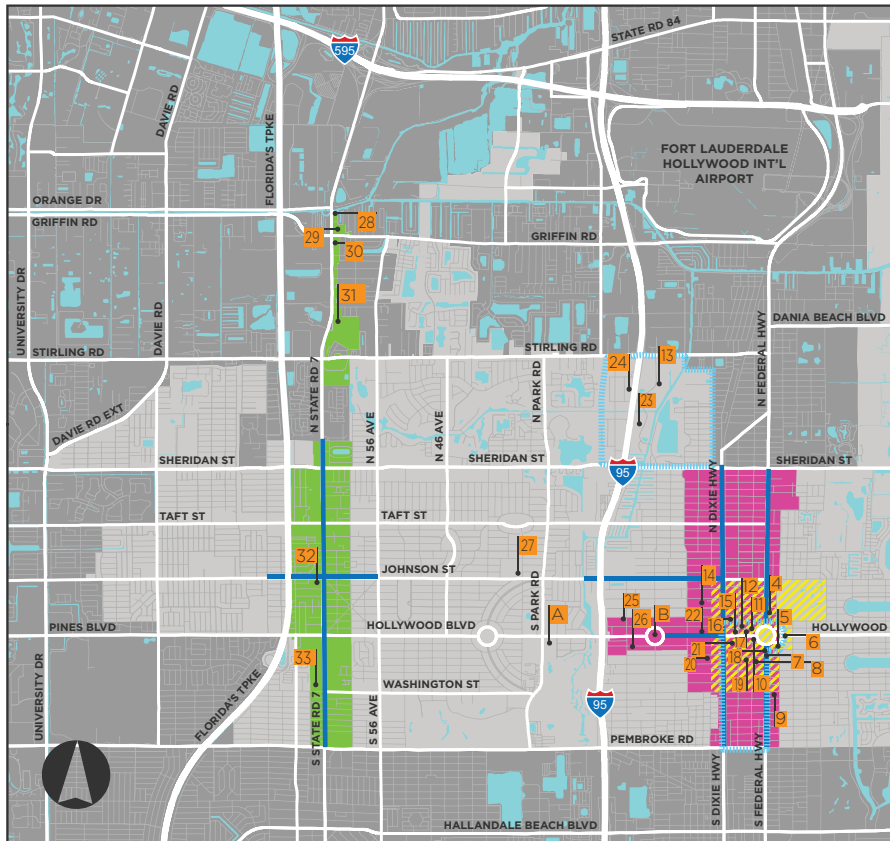 STATE RD 84
595
DAVIE RD
FLORIDA'S TPKE
FORT LAUDERDALE
HOLLYWOOD INT'L
AIRPORT
ORANGE DR
GRIFFIN RD
28
29
30
GRIFFIN RD
UNIVERSITY DR
31
DAVIE RD
N FEDERAL HWY
DANIA BEACH BLVD
STIRLING RD
STIRLING RD
N STATE RD 7
24
13
N PARK RD
23
DAVIE RD EXT
N 56 AVE
N 46 AVE
SHERIDAN ST
SHERIDAN ST
95
N DIXIE HWY
SHERIDAN ST
TAFT ST
TAFT ST
27
32
JOHNSON ST
14
12
4
25
15
11
5
S PARK RD
A
B
22
16
PINES BLVD
HOLLYWOOD BLVD
26
17
6
HOLLYWOOD
21
20
18
7
8
33
UNIVERSITY DR
WASHINGTON ST
19
10
9
FLORIDA'S TPKE
S STATE RD 7
S 56 AVE
95
PEMBROKE RD
S DIXIE HWY
S FEDERAL HWY
HALLANDALE BEACH BLVD